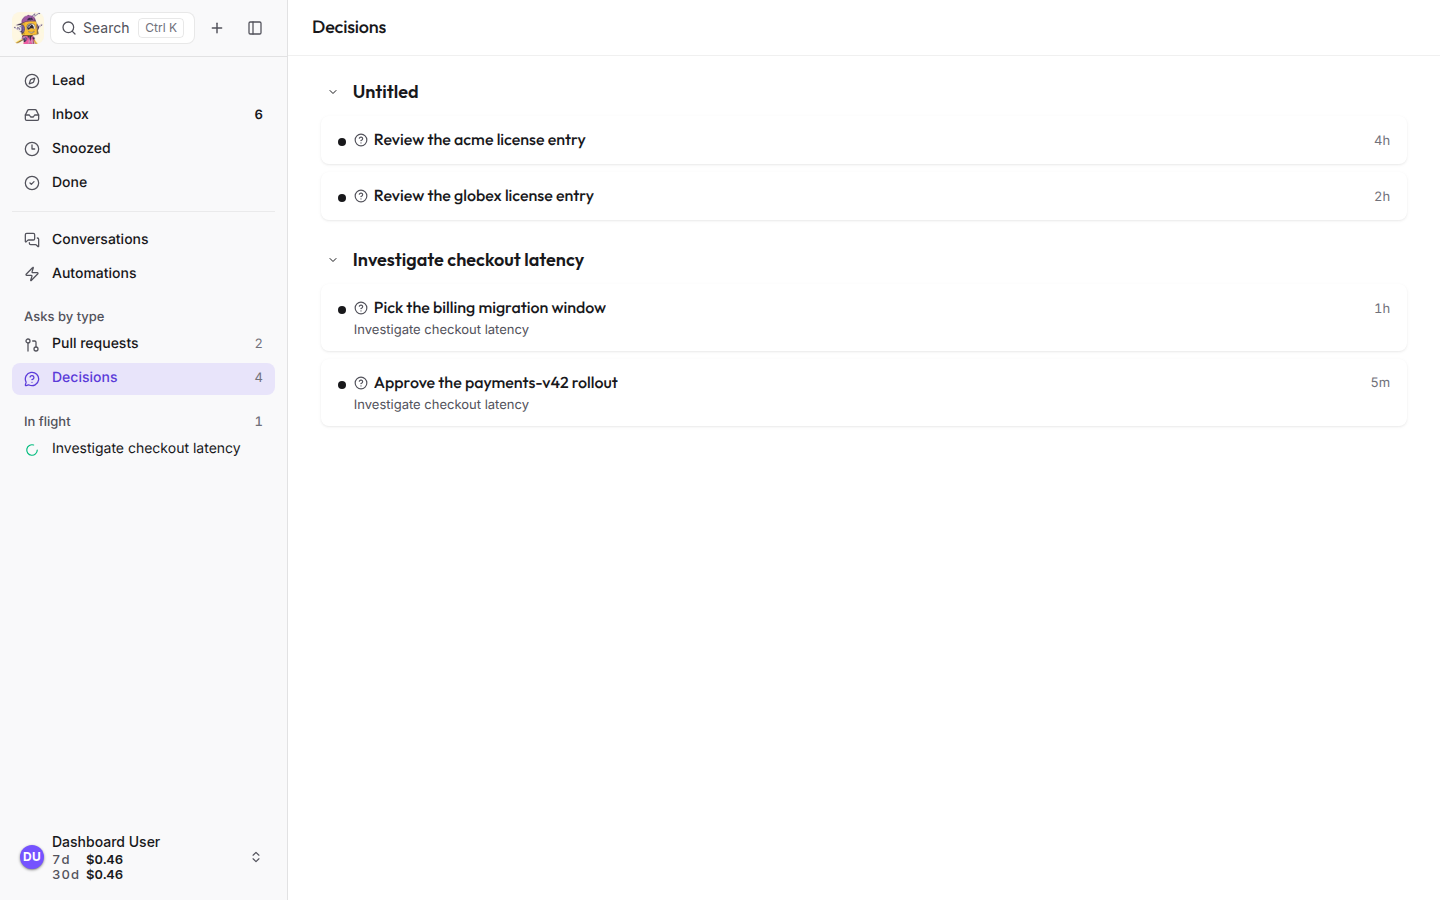 Search Ctrl K
Decisions
Lead
Inbox 6
Snoozed
Done
Conversations
Automations
Asks by type
Pull requests 2
Decisions 4
In flight 1
Investigate checkout latency
Dashboard User
DU
7d $0.46
30d $0.46
Untitled
Review the acme license entry 4h
Review the globex license entry 2h
Investigate checkout latency
Pick the billing migration window 1h
Investigate checkout latency
Approve the payments-v42 rollout 5m
Investigate checkout latency